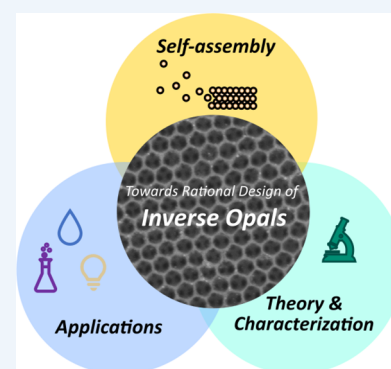 Self-assembly
Towards Rational Design of
Inverse Opals
Applications
Theory &
Characterization